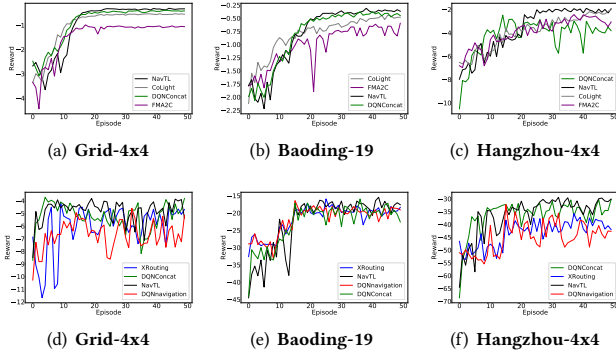 Reward
−1
−2
−3
−4
NavTL
CoLight
DQNConcat
FMA2C
0 10 20 30 40 50
Episode
(a) Grid-4x4
Reward
−0.25
−0.50
−0.75
−1.00
−1.25
−1.50
−1.75
−2.00
−2.25
CoLight
FMA2C
NavTL
DQNConcat
0 10 20 30 40 50
Episode
(b) Baoding-19
Reward
−2
−4
−6
−8
−10
DQNConcat
NavTL
CoLight
FMA2C
0 10 20 30 40 50
Episode
(c) Hangzhou-4x4
Reward
−4
−5
−6
−7
−8
−9
−10
−11
−12
XRouting
DQNConcat
NavTL
DQNnavigation
0 10 20 30 40 50
Episode
(d) Grid-4x4
Reward
−15
−20
−25
−30
−35
−40
−45
XRouting
NavTL
DQNnavigation
DQNConcat
0 10 20 30 40 50
Episode
(e) Baoding-19
Reward
−30
−35
−40
−45
−50
−55
−60
−65
−70
DQNConcat
XRouting
NavTL
DQNnavigation
0 10 20 30 40 50
Episode
(f) Hangzhou-4x4